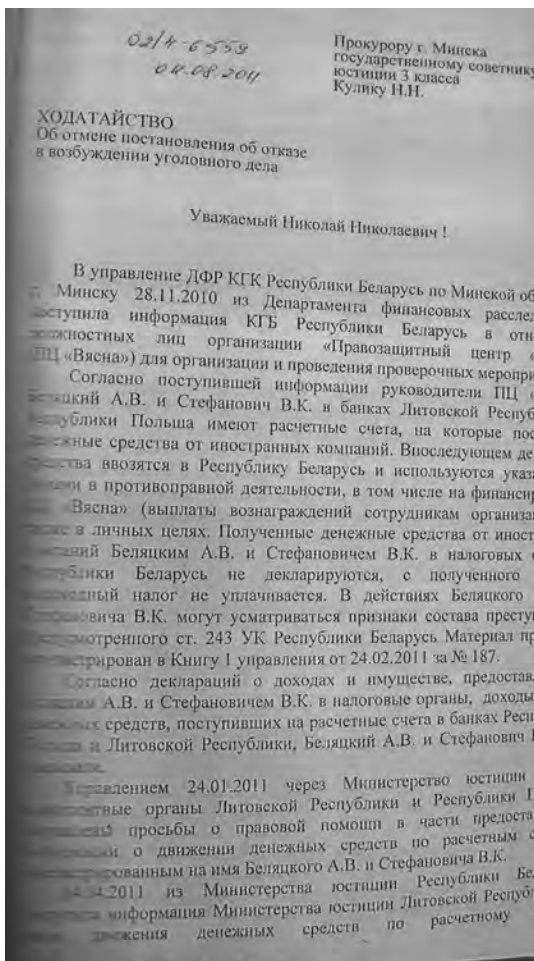 02/4-6559
04.08.2011
Прокурору г. Минска
государственному советнику
юстиции 3 класса
Кулику Н.Н.
ХОДАТАЙСТВО
Об отмене постановления об отказе
в возбуждении уголовного дела
Уважаемый Николай Николаевич !
В управление ДФР КГК Республики Беларусь по Минской об
г. Минску 28.11.2010 из Департамента финансовых расслед
поступила информация КГБ Республики Беларусь в отн
должностных лиц организации «Правозащитный центр «
ПЦ «Вясна») для организации и проведения проверочных меропри
Согласно поступившей информации руководители ПЦ «
Беляцкий А.В. и Стефанович В.К. в банках Литовской Респуб
Республики Польша имеют расчетные счета, на которые пос
денежные средства от иностранных компаний. Впоследующем де
средства ввозятся в Республику Беларусь и используются указа
в противоправной деятельности, в том числе на финансир
«Вясна» (выплаты вознаграждений сотрудникам организа
также в личных целях. Полученные денежные средства от иност
компаний Беляцким А.В. и Стефановичем В.К. в налоговых о
Республики Беларусь не декларируются, с полученного
подоходный налог не уплачивается. В действиях Беляцкого
Стефановича В.К. могут усматриваться признаки состава престу
предусмотренного ст. 243 УК Республики Беларусь Материал пр
зарегистрирован в Книгу 1 управления от 24.02.2011 за № 187.
Согласно деклараций о доходах и имуществе, предостав
А.В. и Стефановичем В.К. в налоговые органы, доходы
денежных средств, поступивших на расчетные счета в банках Респ
Польша и Литовской Республики, Беляцкий А.В. и Стефанович
Управлением 24.01.2011 через Министерство юстиции
органы Литовской Республики и Республики П
просьбы о правовой помощи в части предоста
о движении денежных средств по расчетным с
зарегистрированным на имя Беляцкого А.В. и Стефановича В.К.
2011 из Министерства юстиции Республики Бел
информация Министерства юстиции Литовской Респуб
движения денежных средств по расчетному